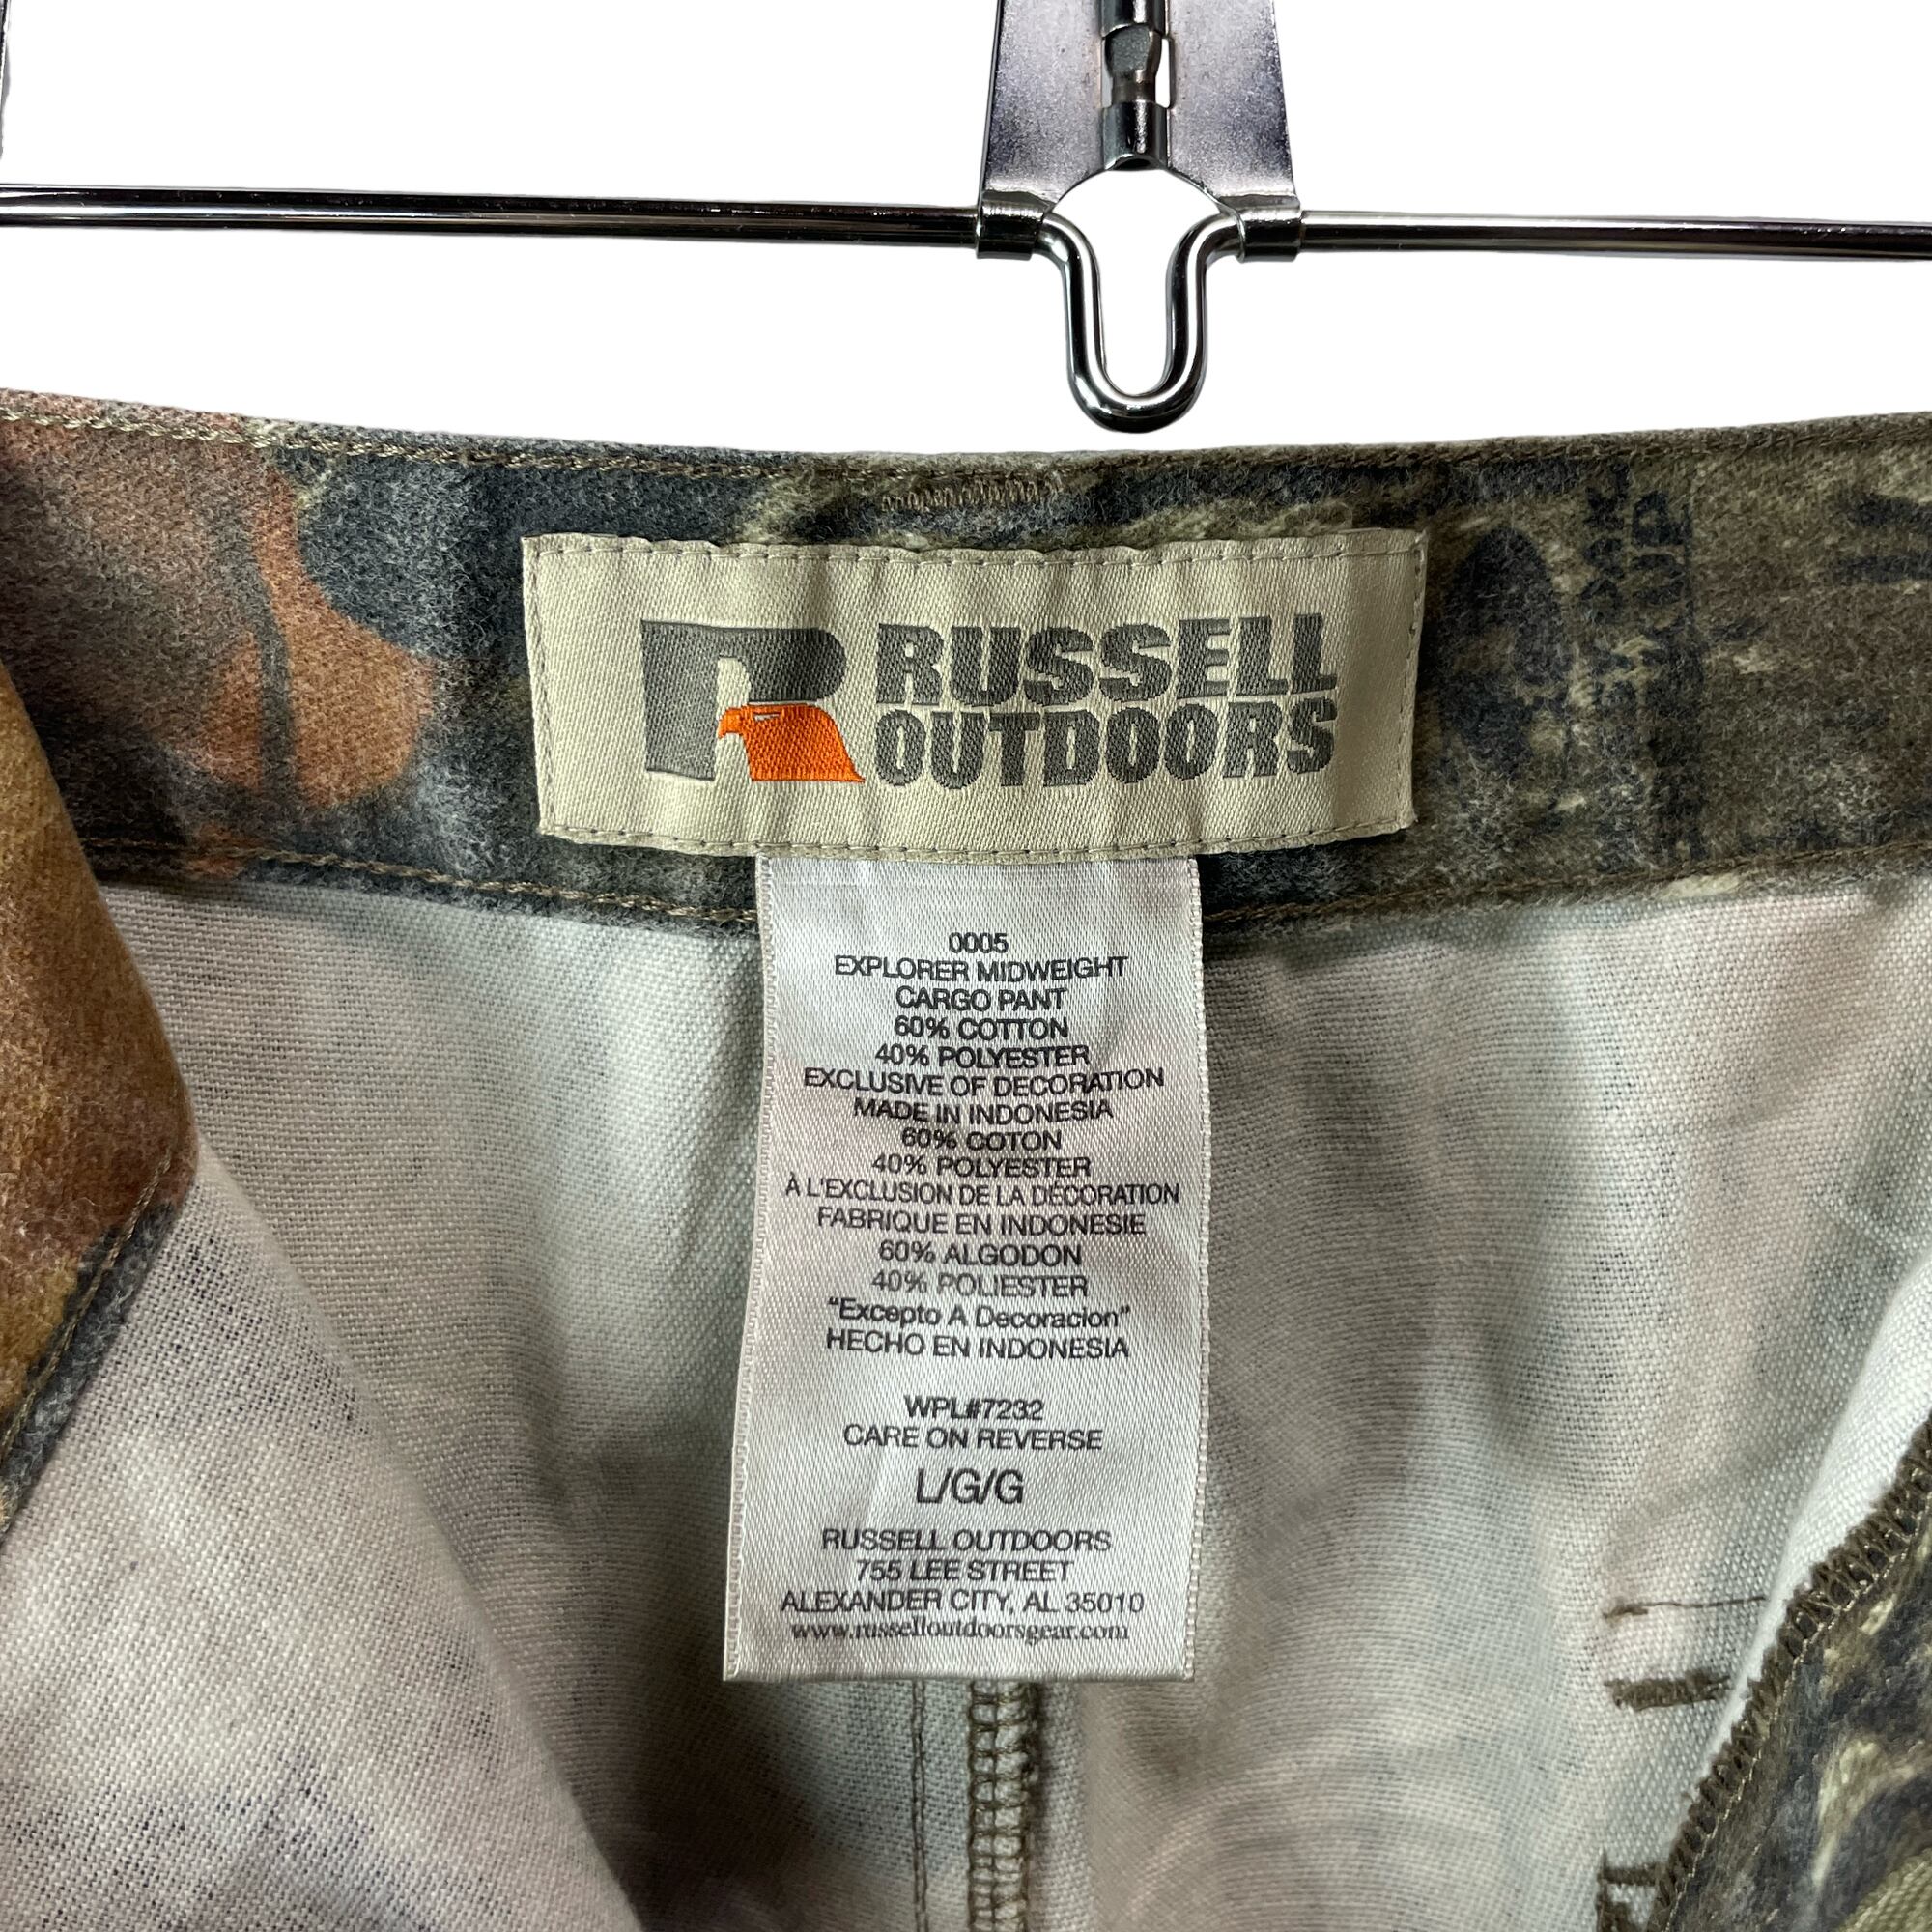 RUSSELL
OUTDOORS
0005
EXPLORER MIDWEIGHT
CARGO PANT
60% COTTON
40% POLYESTER
EXCLUSIVE OF DECORATION
MADE IN INDONESIA
60% COTON
40% POLYESTER
À L'EXCLUSION DE LA DÉCORATION
FABRIQUE EN INDONESIE
60% ALGODON
40% POLIESTER
"Excepto A Decoracion"
HECHO EN INDONESIA
WPL#7232
CARE ON REVERSE
L/G/G
RUSSELL OUTDOORS
755 LEE STREET
ALEXANDER CITY, AL 35010
www.russelloutdoorsgear.com